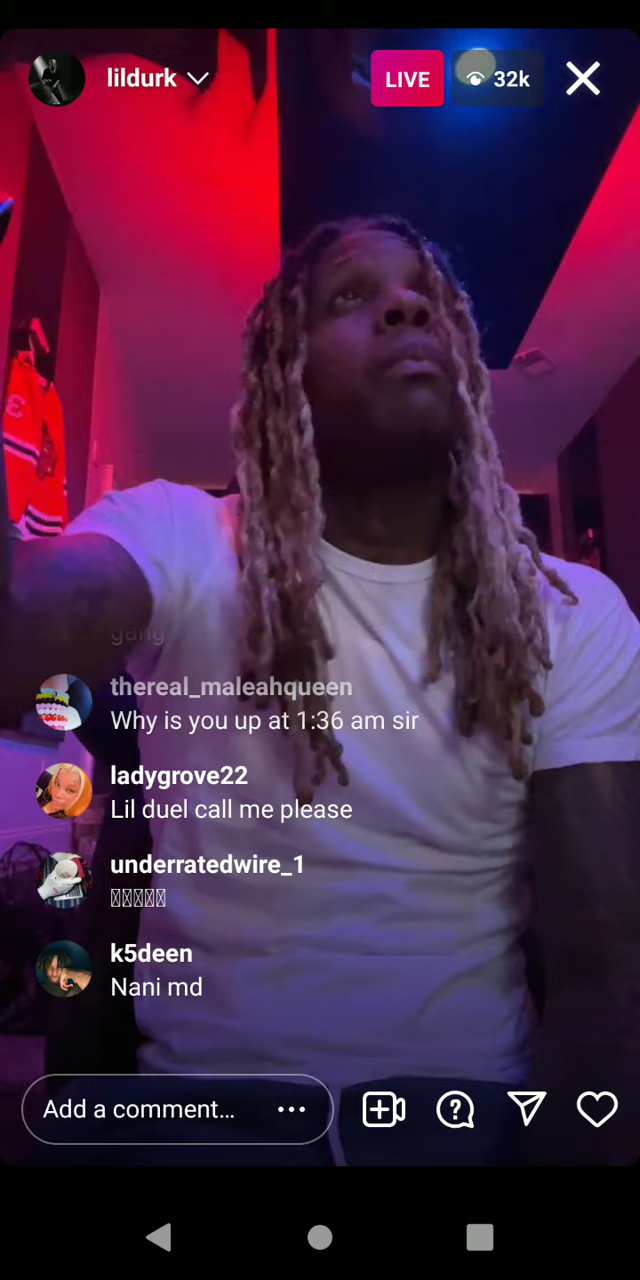 lildurk
LIVE
32k
gang
thereal_maleahqueen
Why is you up at 1:36 am sir
ladygrove22
Lil duel call me please
underratedwire_1
k5deen
Nani md
Add a comment...
E